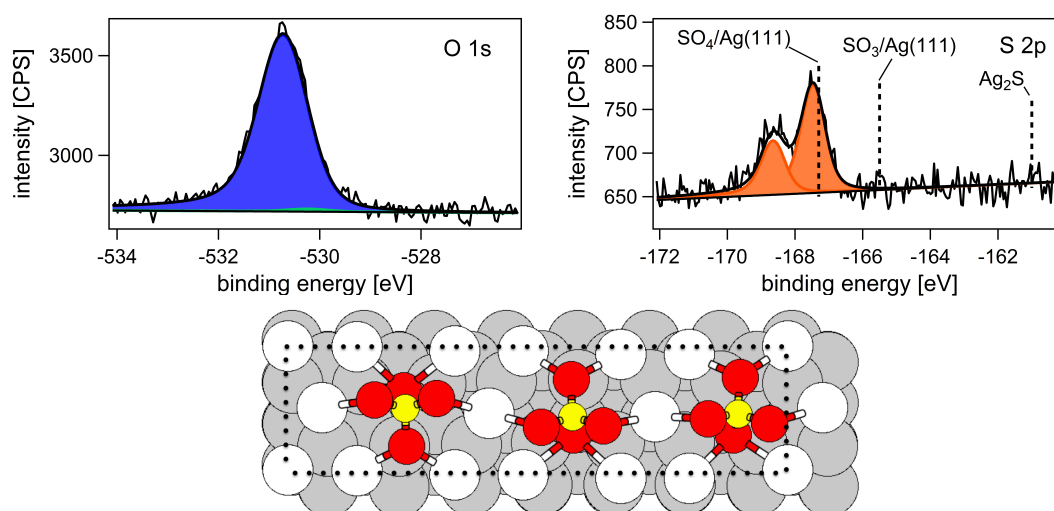 O 1s
intensity [CPS]
3500
3000
-534
-532
-530
-528
binding energy [eV]
S 2p
SO4/Ag(111)
SO3/Ag(111)
Ag2S
intensity [CPS]
850
800
750
700
650
-172
-170
-168
-166
-164
-162
binding energy [eV]